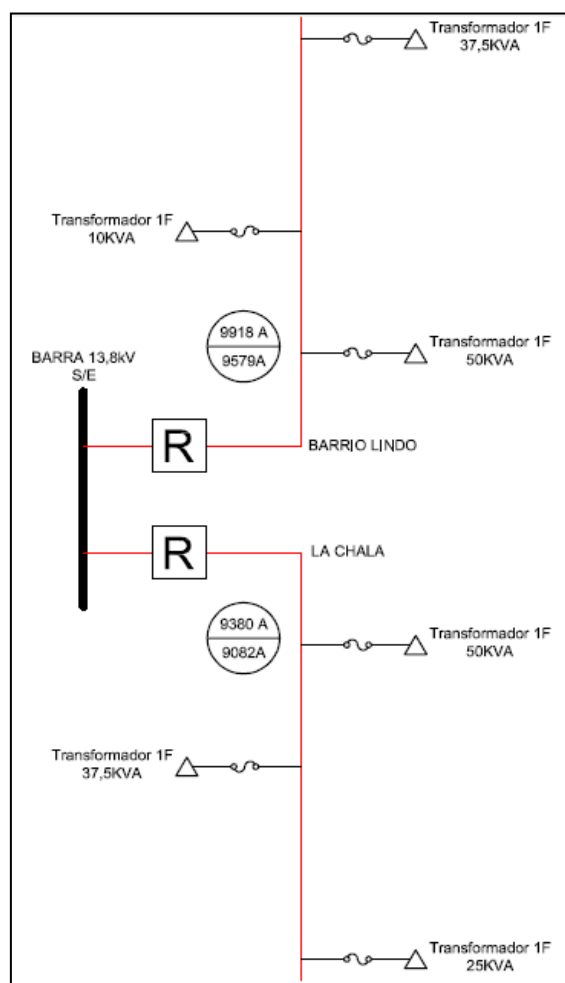 Transformador 1F
37,5KVA
Transformador 1F
10KVA
9918 A
9579A
Transformador 1F
50KVA
BARRA 13,8kV
S/E
R
BARRIO LINDO
R
LA CHALA
9380 A
9082A
Transformador 1F
50KVA
Transformador 1F
37,5KVA
Transformador 1F
25KVA